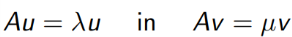 Au = λu in Av = μv